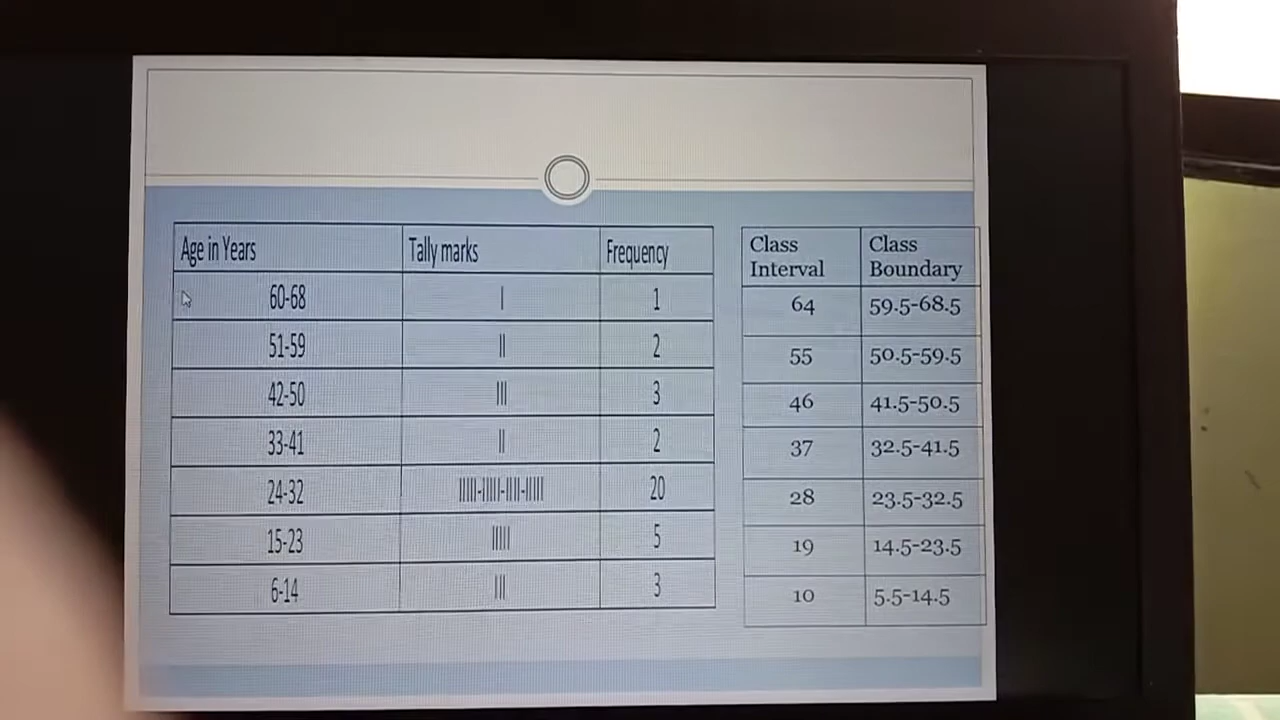 Age in Years Tally marks Frequency
60-68 | 1
51-59 || 2
42-50 ||| 3
33-41 || 2
24-32 |||||-|||||-|||||-||||| 20
15-23 ||||| 5
6-14 ||| 3
Class Interval Class Boundary
64 59.5-68.5
55 50.5-59.5
46 41.5-50.5
37 32.5-41.5
28 23.5-32.5
19 14.5-23.5
10 5.5-14.5